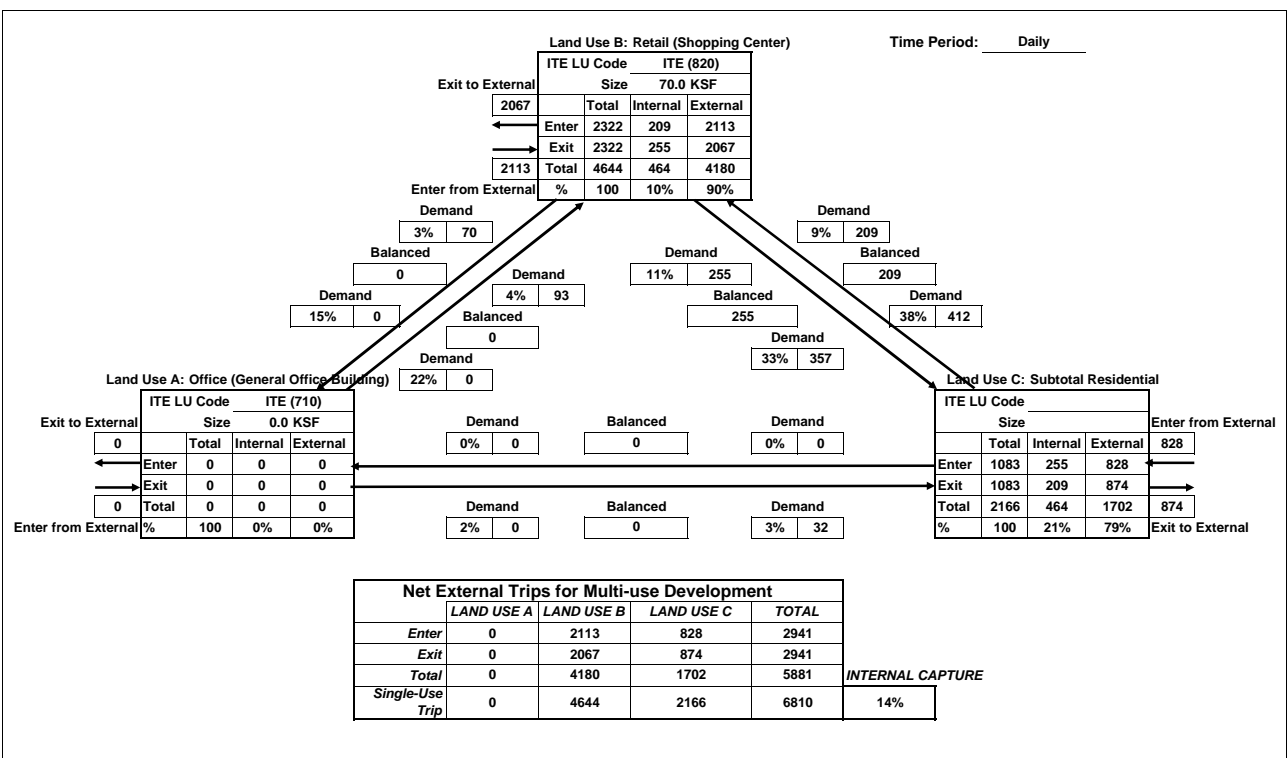 Land Use B: Retail (Shopping Center)
Time Period: Daily
ITE LU Code ITE (820)
Exit to External Size 70.0 KSF
2067 Total Internal External
Enter 2322 209 2113
Exit 2322 255 2067
2113 Total 4644 464 4180
Enter from External % 100 10% 90%
Demand Demand
3% 70 9% 209
Balanced Demand Balanced
0 Demand 11% 255 209
Demand 4% 93 Balanced Demand
15% 0 Balanced 255 38% 412
0 Demand
Demand 33% 357
Land Use A: Office (General Office Building) 22% 0 Land Use C: Subtotal Residential
ITE LU Code ITE (710) ITE LU Code
Exit to External Size 0.0 KSF Demand Balanced Demand Size Enter from External
0 Total Internal External 0% 0 0 0% 0 Total Internal External 828
Enter 0 0 0 Enter 1083 255 828
Exit 0 0 0 Exit 1083 209 874
0 Total 0 0 0 Demand Balanced Demand Total 2166 464 1702 874
Enter from External % 100 0% 0% 2% 0 0 3% 32 % 100 21% 79% Exit to External
Net External Trips for Multi-use Development
LAND USE A LAND USE B LAND USE C TOTAL
Enter 0 2113 828 2941
Exit 0 2067 874 2941
Total 0 4180 1702 5881 INTERNAL CAPTURE
Single-Use
Trip 0 4644 2166 6810 14%